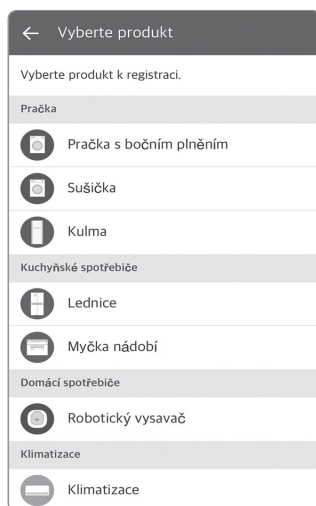 Vyberte produkt
Vyberte produkt k registraci.
Pračka
Pračka s bočním plněním
Sušička
Kulma
Kuchyňské spotřebiče
Lednice
Myčka nádobí
Domácí spotřebiče
Robotický vysavač
Klimatizace
Klimatizace